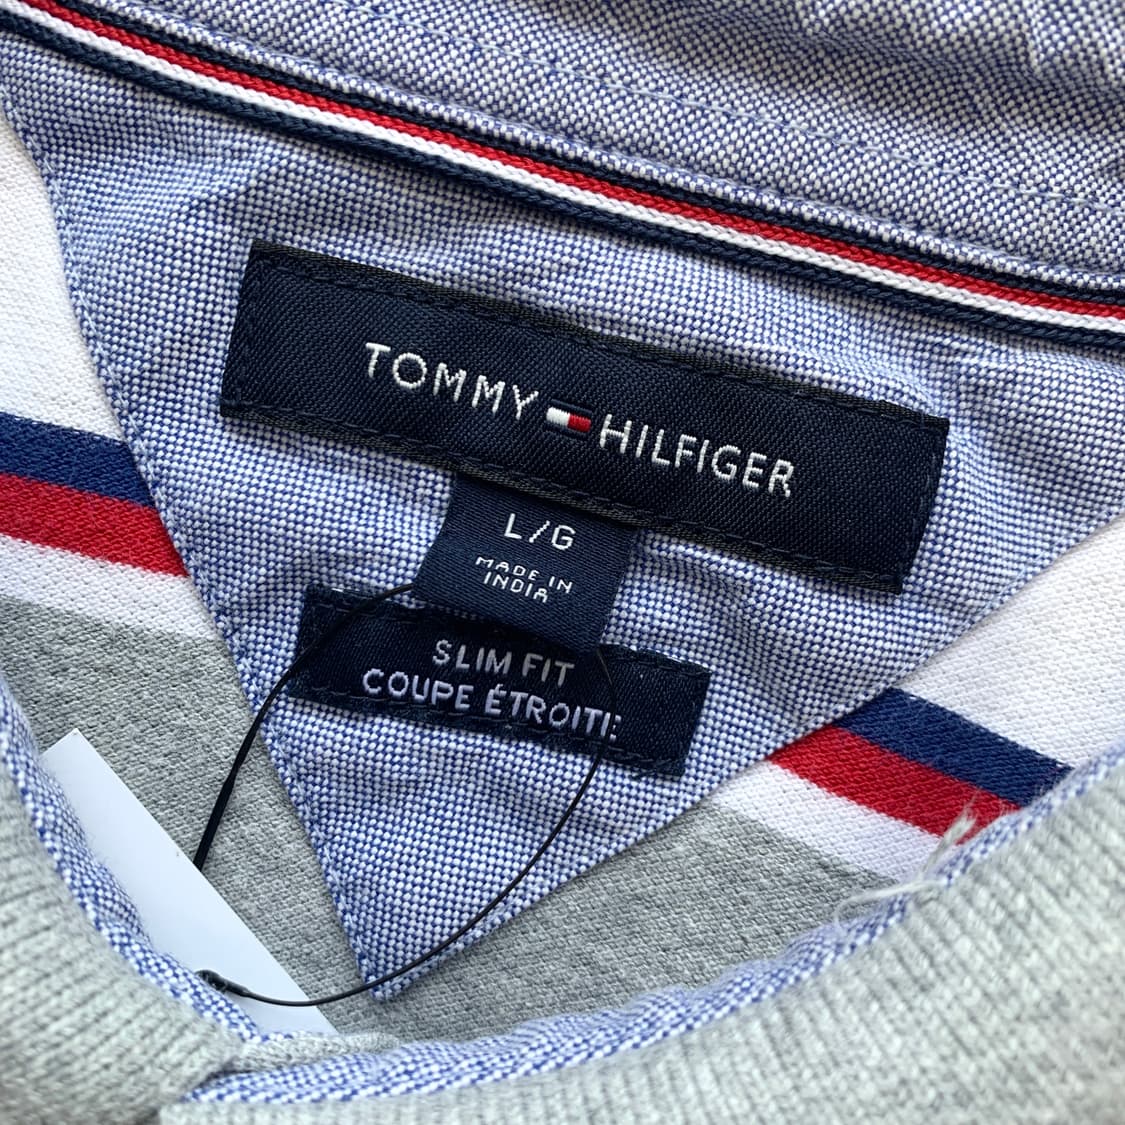 TOMMY HILFIGER
L/G
MADE IN
INDIA
SLIM FIT
COUPE ÉTROITE